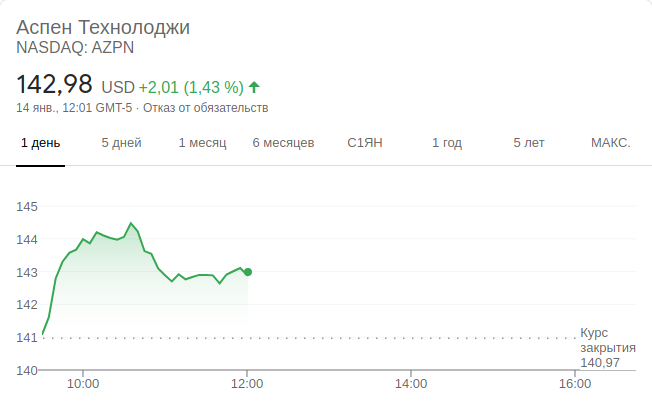 Аспен Технолоджи
NASDAQ: AZPN
142,98 USD +2,01 (1,43 %) ↑
14 янв., 12:01 GMT-5 · Отказ от обязательств
1 день 5 дней 1 месяц 6 месяцев С1ЯН 1 год 5 лет МАКС.
145
144
143
142
141
140
Курс
закрытия
140,97
10:00 12:00 14:00 16:00